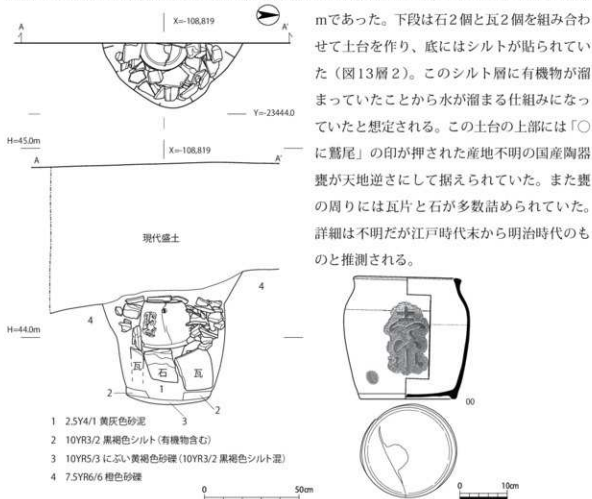 X=-108,819
A
A'
Y=-23444.0
H=45.0m
X=-108,819
A
A'
現代盛土
4
4
H=44.0m
瓦
石
瓦
1
2
2
3
1 2.5Y4/1 黄灰色砂泥
2 10YR3/2 黒褐色シルト(有機物含む)
3 10YR5/3 にぶい黄褐色砂礫(10YR3/2 黒褐色シルト混)
4 7.5YR6/6 橙色砂礫
0
50cm
mであった。下段は石2個と瓦2個を組み合わ
せて土台を作り、底にはシルトが貼られてい
た(図13層2)。このシルト層に有機物が溜
まっていたことから水が溜まる仕組みになっ
ていたと想定される。この土台の上部には「○
に鷲尾」の印が押された産地不明の国産陶器
甕が天地逆さにして据えられていた。また甕
の周りには瓦片と石が多数詰められていた。
詳細は不明だが江戸時代末から明治時代のも
のと推測される。
00
0
10cm